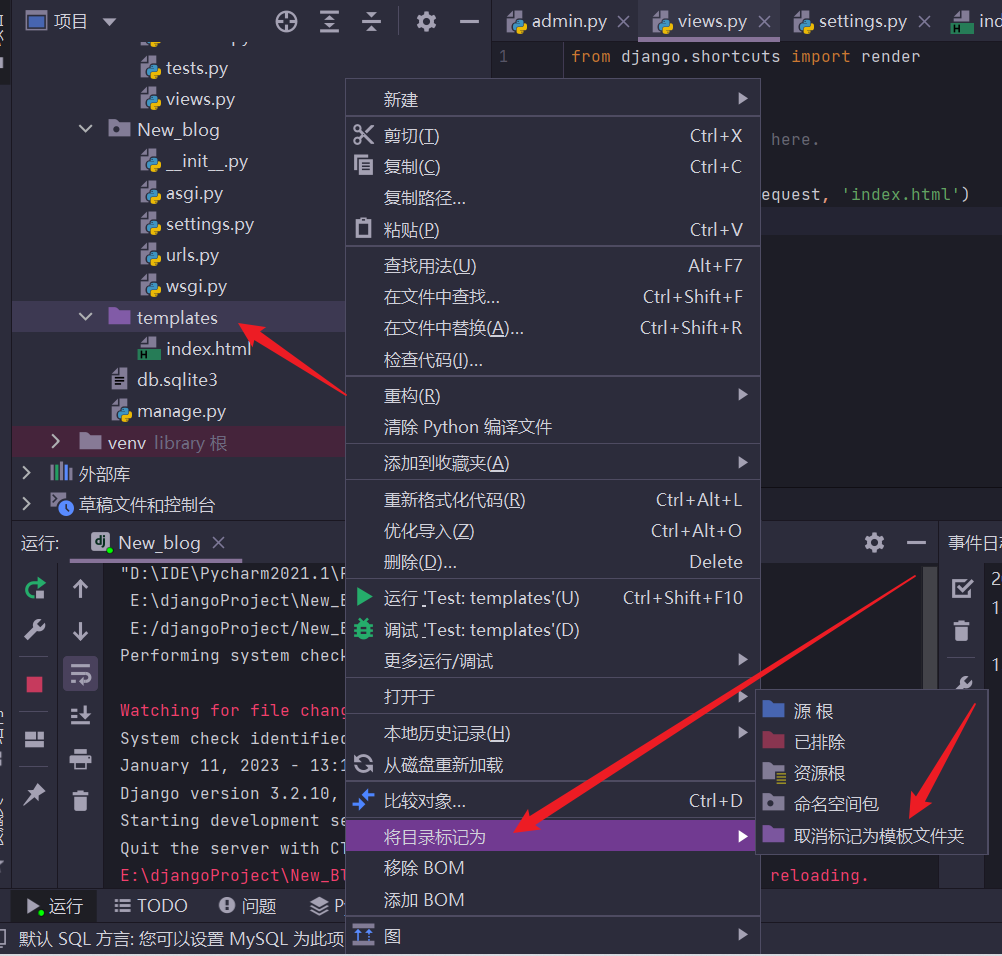 项目
admin.py
views.py
settings.py
tests.py
views.py
New_blog
__init__.py
asgi.py
settings.py
urls.py
wsgi.py
templates
index.html
db.sqlite3
manage.py
venv library 根
外部库
草稿文件和控制台
1 from django.shortcuts import render
here.
equest, 'index.html')
新建
剪切(T) Ctrl+X
复制(C) Ctrl+C
复制路径...
粘贴(P) Ctrl+V
查找用法(U) Alt+F7
在文件中查找... Ctrl+Shift+F
在文件中替换(A)... Ctrl+Shift+R
检查代码(I)...
重构(R)
清除 Python 编译文件
添加到收藏夹(A)
重新格式化代码(R) Ctrl+Alt+L
优化导入(Z) Ctrl+Alt+O
删除(D)... Delete
运行 'Test: templates'(U) Ctrl+Shift+F10
调试 'Test: templates'(D)
更多运行/调试
打开于
本地历史记录(H)
从磁盘重新加载
比较对象... Ctrl+D
将目录标记为
移除 BOM
添加 BOM
图
源 根
已排除
资源根
命名空间包
取消标记为模板文件夹
运行: New_blog
事件日
"D:\IDE\Pycharm2021.1\
E:\djangoProject\New_
E:/djangoProject/New_
Performing system check
Watching for file chan
System check identified
January 11, 2023 - 13:1
Django version 3.2.10,
Starting development se
Quit the server with CT
E:\djangoProject\New_B
reloading.
运行 TODO 问题 P
默认 SQL 方言: 您可以设置 MySQL 为此项